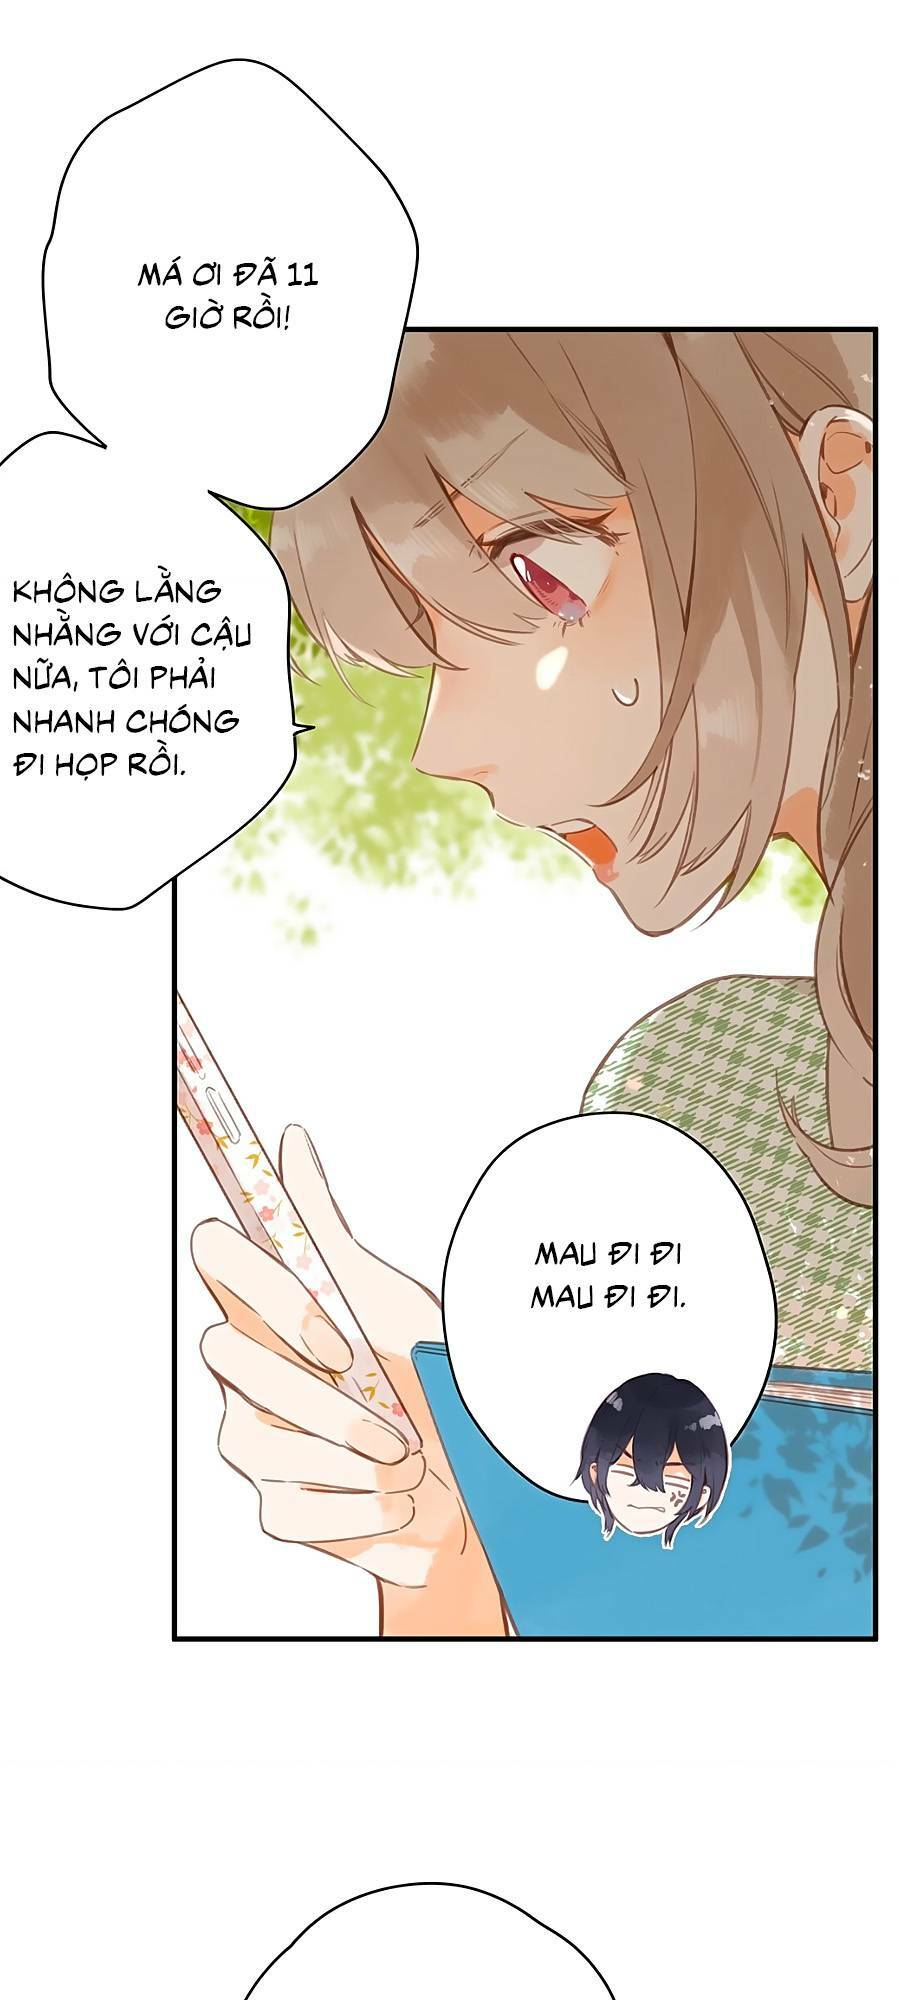 MÁ ƠI ĐÃ 11
GIỜ RỒI!
KHÔNG LẰNG
NHẰNG VỚI CẬU
NỮA, TÔI PHẢI
NHANH CHÓNG
ĐI HỌP RỒI.
MAU ĐI ĐI
MAU ĐI ĐI.